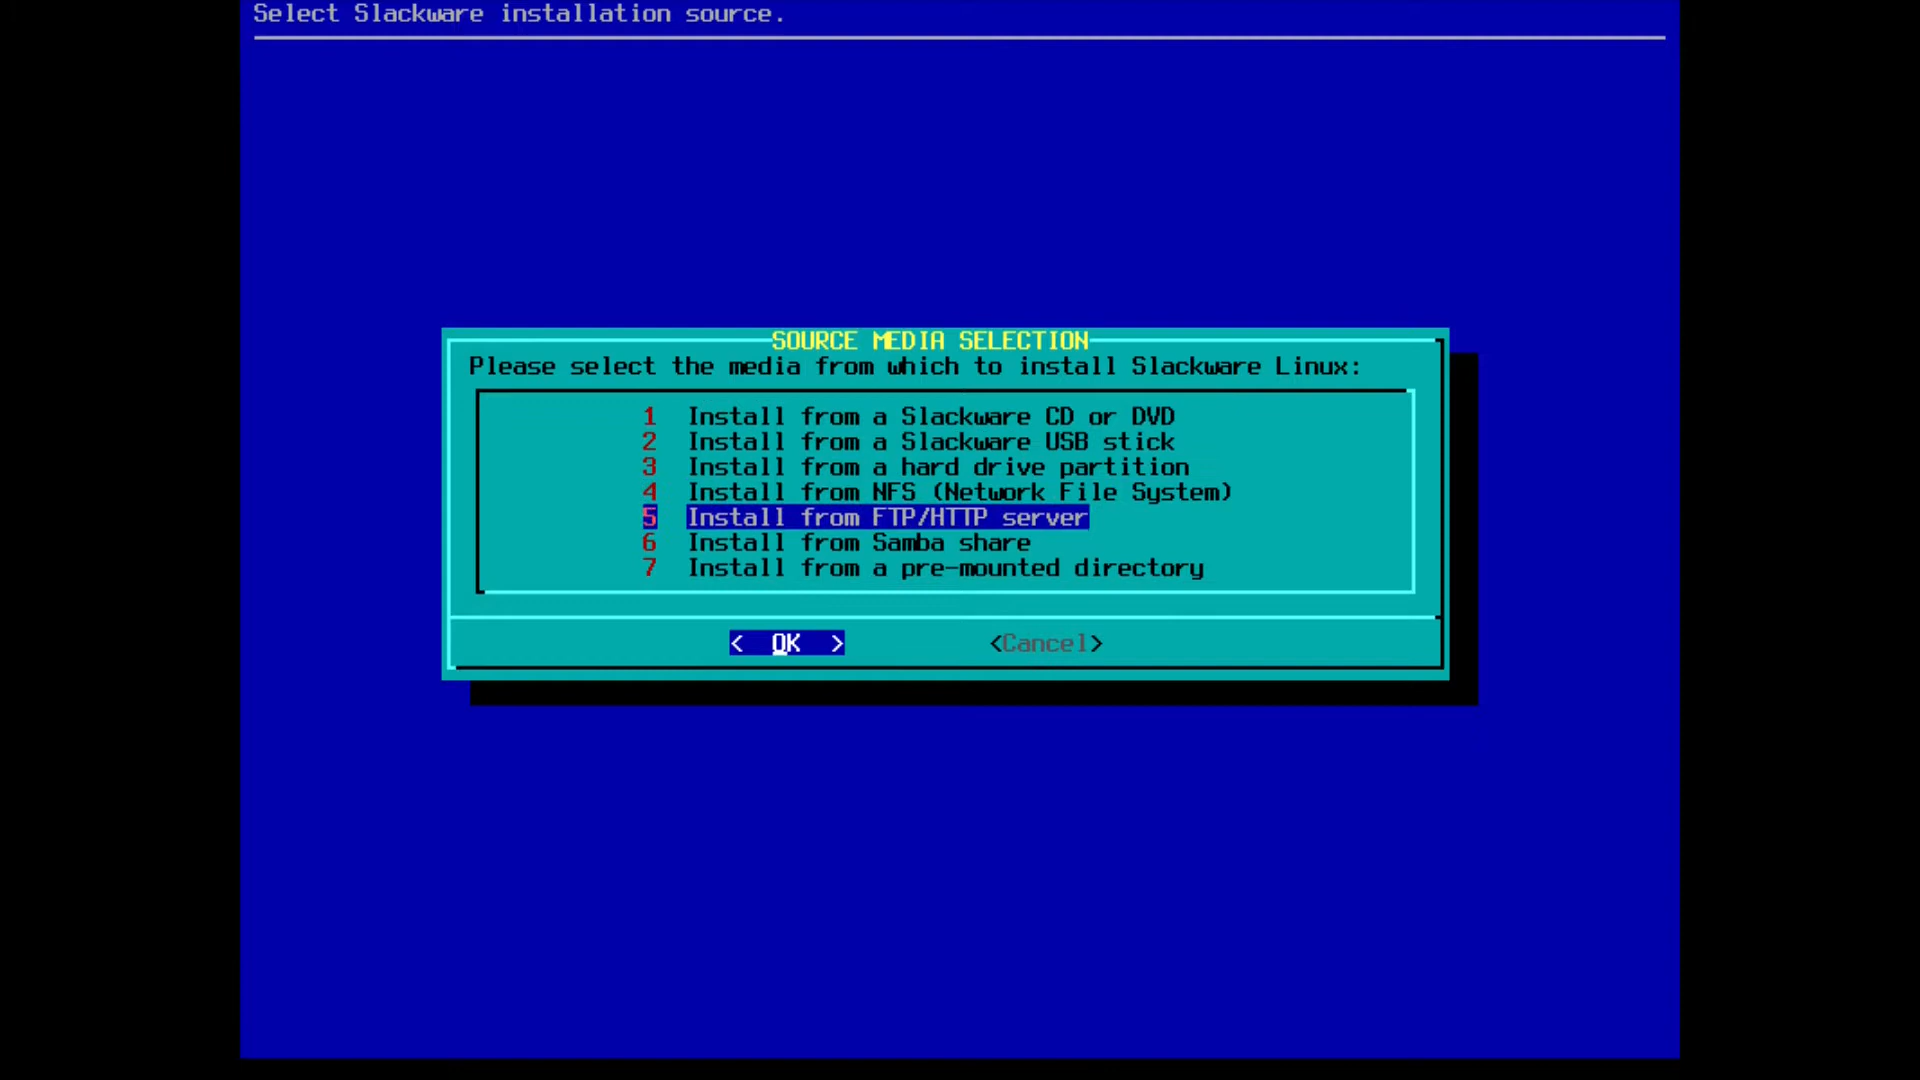 Select Slackware installation source.
SOURCE MEDIA SELECTION
Please select the media from which to install Slackware Linux:
1 Install from a Slackware CD or DVD
2 Install from a Slackware USB stick
3 Install from a hard drive partition
4 Install from NFS (Network File System)
5 Install from FTP/HTTP server
6 Install from Samba share
7 Install from a pre-mounted directory
< OK > <Cancel>